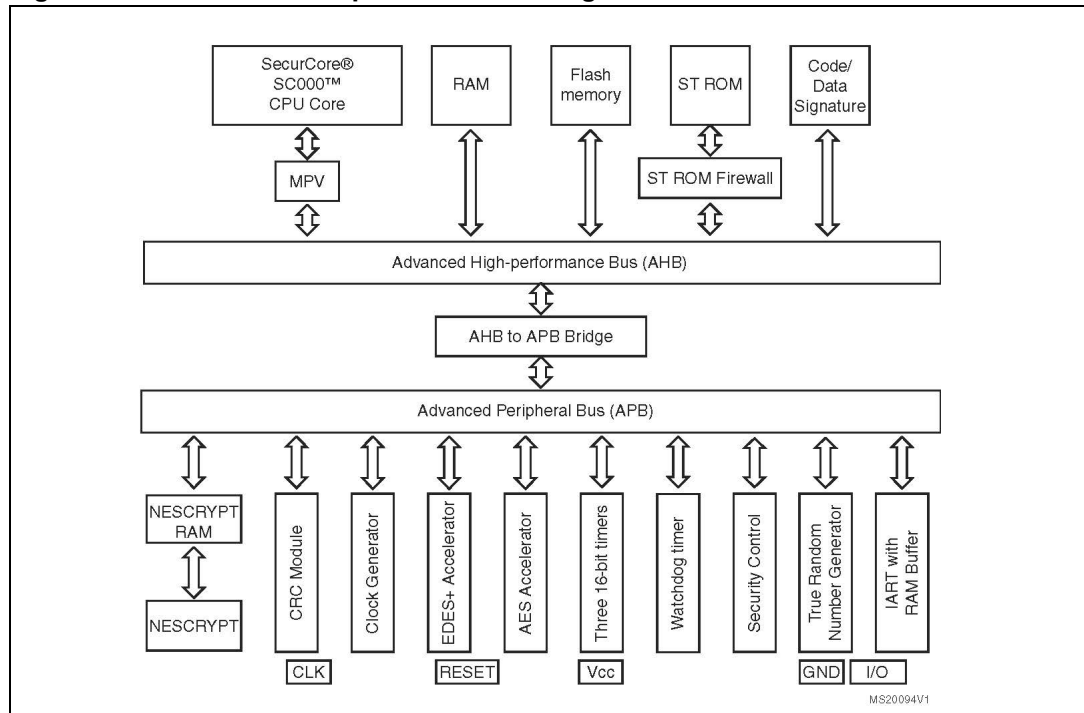 SecurCore®
SC000™
CPU Core
RAM
Flash
memory
ST ROM
Code/
Data
Signature
MPV
ST ROM Firewall
Advanced High-performance Bus (AHB)
AHB to APB Bridge
Advanced Peripheral Bus (APB)
NESCRYPT
RAM
NESCRYPT
CRC Module
Clock Generator
EDES+ Accelerator
AES Accelerator
Three 16-bit timers
Watchdog timer
Security Control
True Random
Number Generator
IART with
RAM Buffer
CLK
RESET
Vcc
GND
I/O
MS20094V1